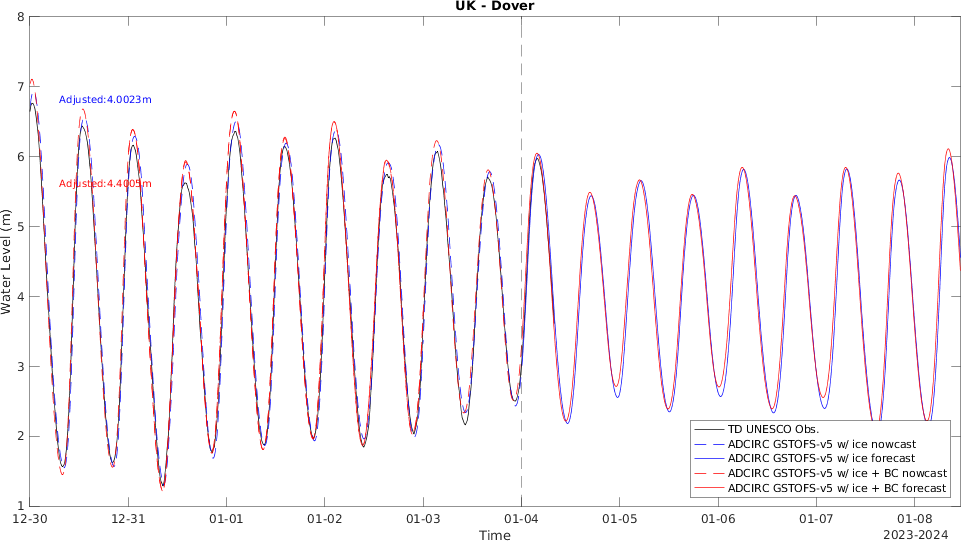 UK - Dover
8
7
6
5
4
3
2
1
Water Level (m)
Adjusted:4.0023m
Adjusted:4.4005m
TD UNESCO Obs.
ADCIRC GSTOFS-v5 w/ ice nowcast
ADCIRC GSTOFS-v5 w/ ice forecast
ADCIRC GSTOFS-v5 w/ ice + BC nowcast
ADCIRC GSTOFS-v5 w/ ice + BC forecast
12-30 12-31 01-01 01-02 01-03 01-04 01-05 01-06 01-07 01-08
Time
2023-2024